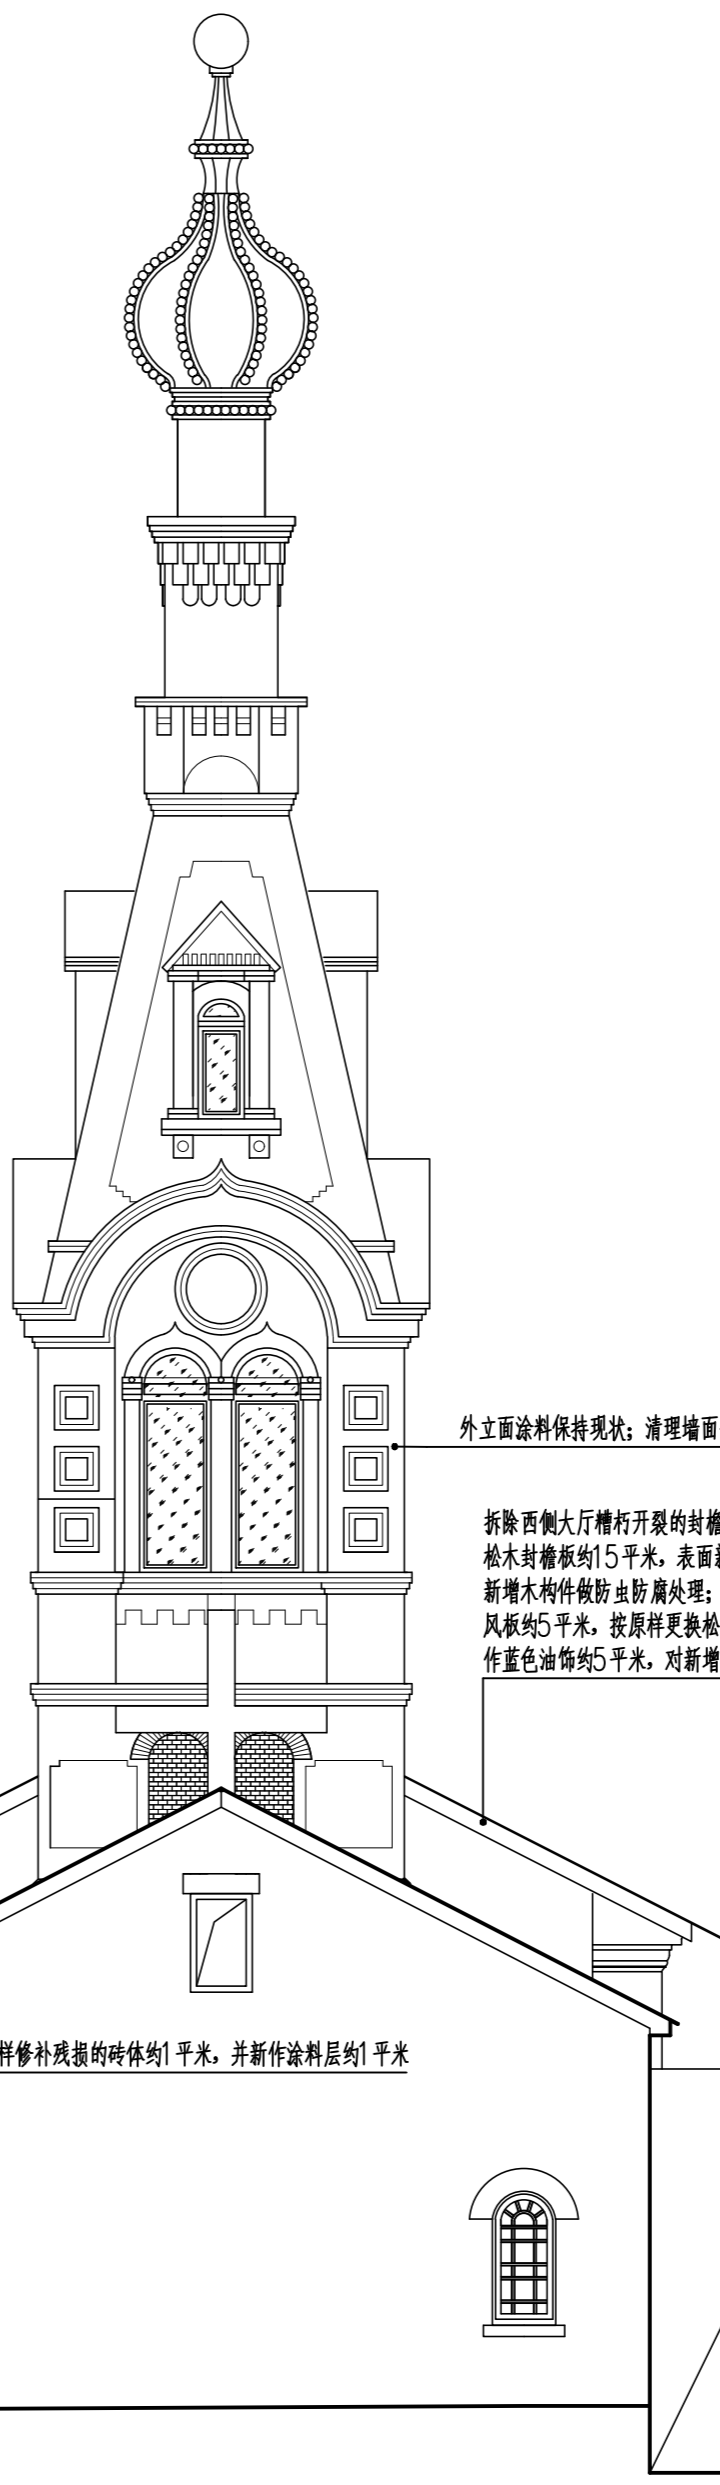 外立面涂料保持现状；清理墙面
拆除西侧大厅糟朽开裂的封檐
松木封檐板约15平米，表面新
新增木构件做防虫防腐处理；
风板约5平米，按原样更换松
作蓝色油饰约5平米，对新增
样修补残损的砖体约1平米，并新作涂料层约1平米